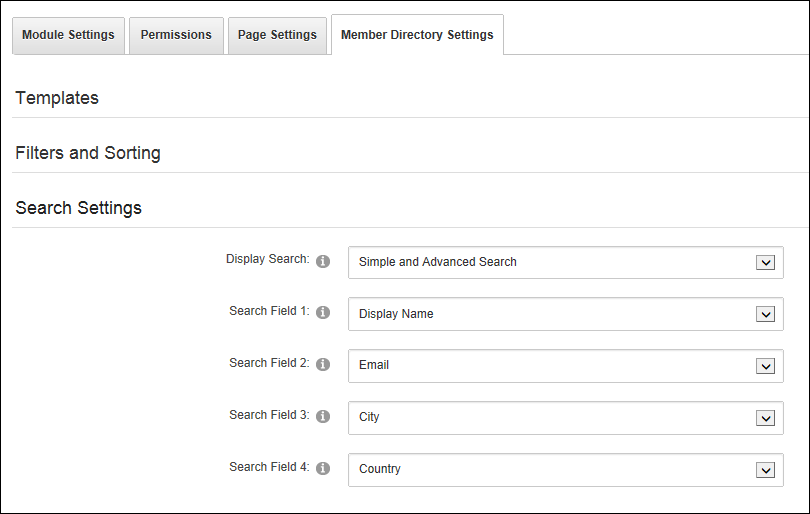 Module Settings Permissions Page Settings Member Directory Settings
Templates
Filters and Sorting
Search Settings
Display Search: Simple and Advanced Search
Search Field 1: Display Name
Search Field 2: Email
Search Field 3: City
Search Field 4: Country